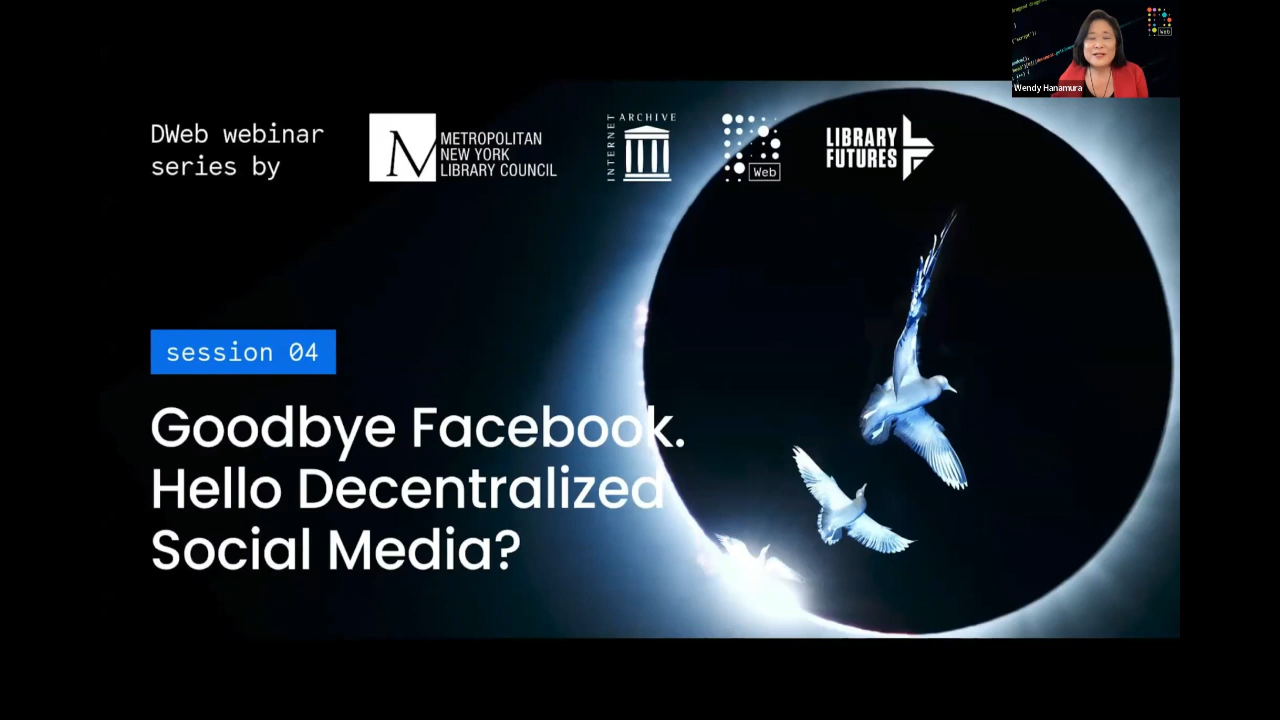 Wendy Hanamura
DWeb webinar
series by
METROPOLITAN
NEW YORK
LIBRARY COUNCIL
INTERNET
ARCHIVE
Web
LIBRARY
FUTURES
session 04
Goodbye Facebook.
Hello Decentralized
Social Media?